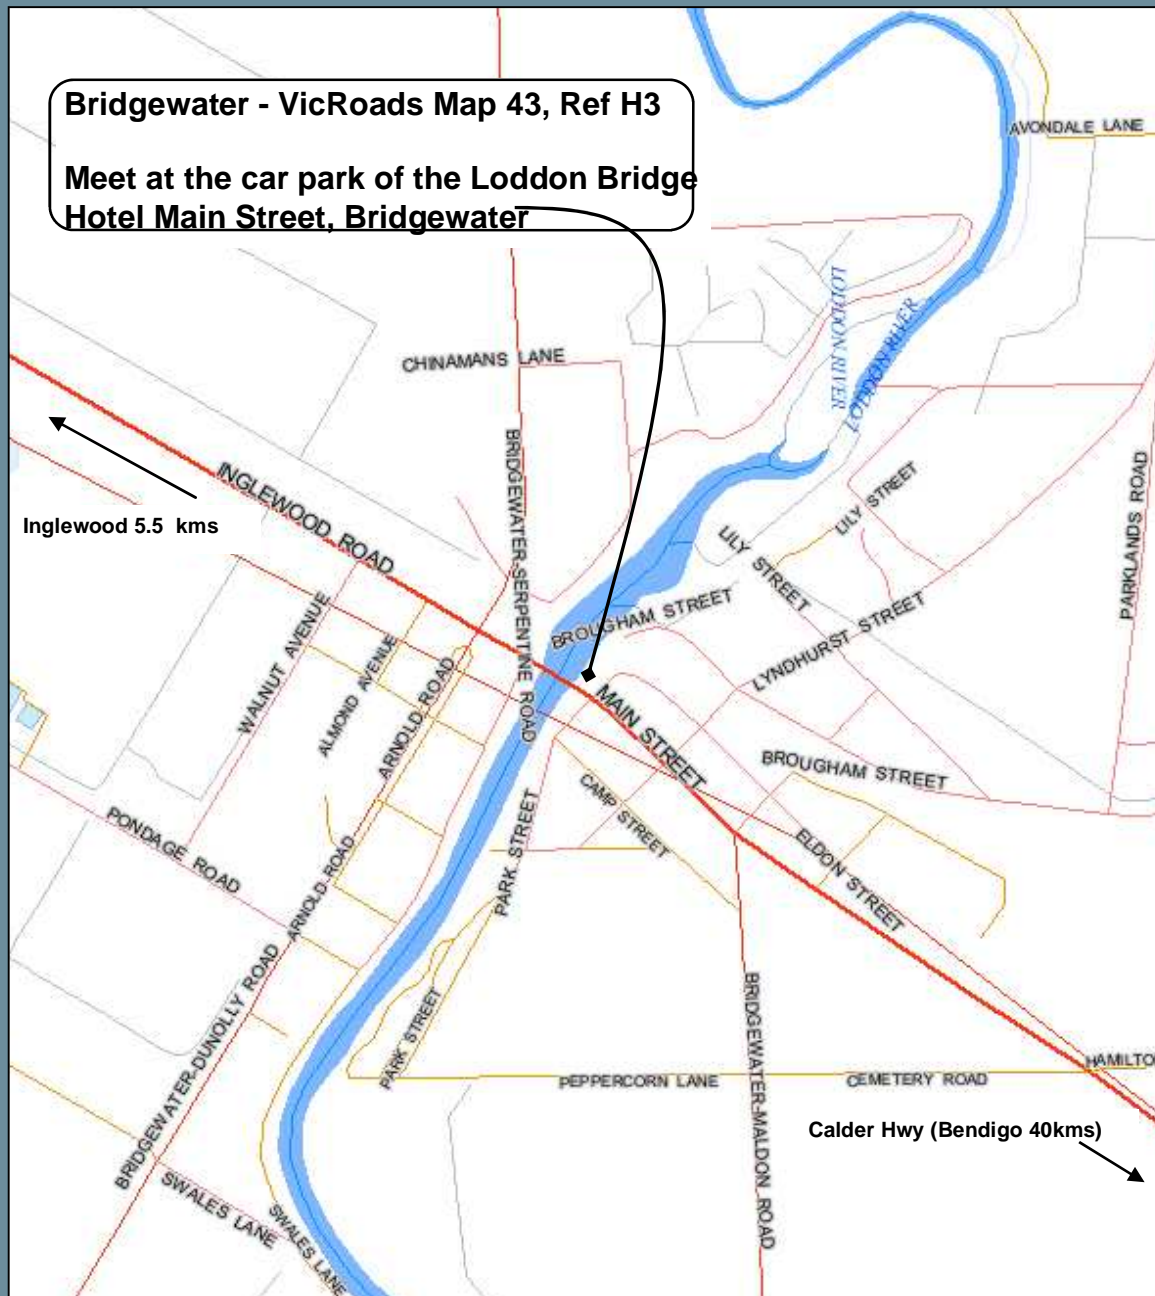 Bridgewater - VicRoads Map 43, Ref H3
Meet at the car park of the Loddon Bridge
Hotel Main Street, Bridgewater
AVONDALE LANE
LODDON RIVER
LODDON RIVER
CHINAMANS LANE
BRIDGEWATER-SERPENTINE ROAD
INGLEWOOD ROAD
Inglewood 5.5 kms
LILY STREET
LILY STREET
PARKLANDS ROAD
BROUGHAM STREET
LYNDHURST STREET
WALNUT AVENUE
ALMOND AVENUE
ARNOLD ROAD
MAIN STREET
BROUGHAM STREET
CAMP STREET
PARK STREET
ELDON STREET
PONDAGE ROAD
ARNOLD ROAD
BRIDGEWATER-DUNOLLY ROAD
PARK STREET
BRIDGEWATER-MALDON ROAD
PEPPERCORN LANE
CEMETERY ROAD
HAMILTO
Calder Hwy (Bendigo 40kms)
SWALES LANE
SWALES LANE